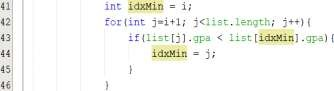 41 int idxMin = i;
42 for(int j=i+1; j<list.length; j++){
43 if(list[j].gpa < list[idxMin].gpa){
44 idxMin = j;
45 }
46 }